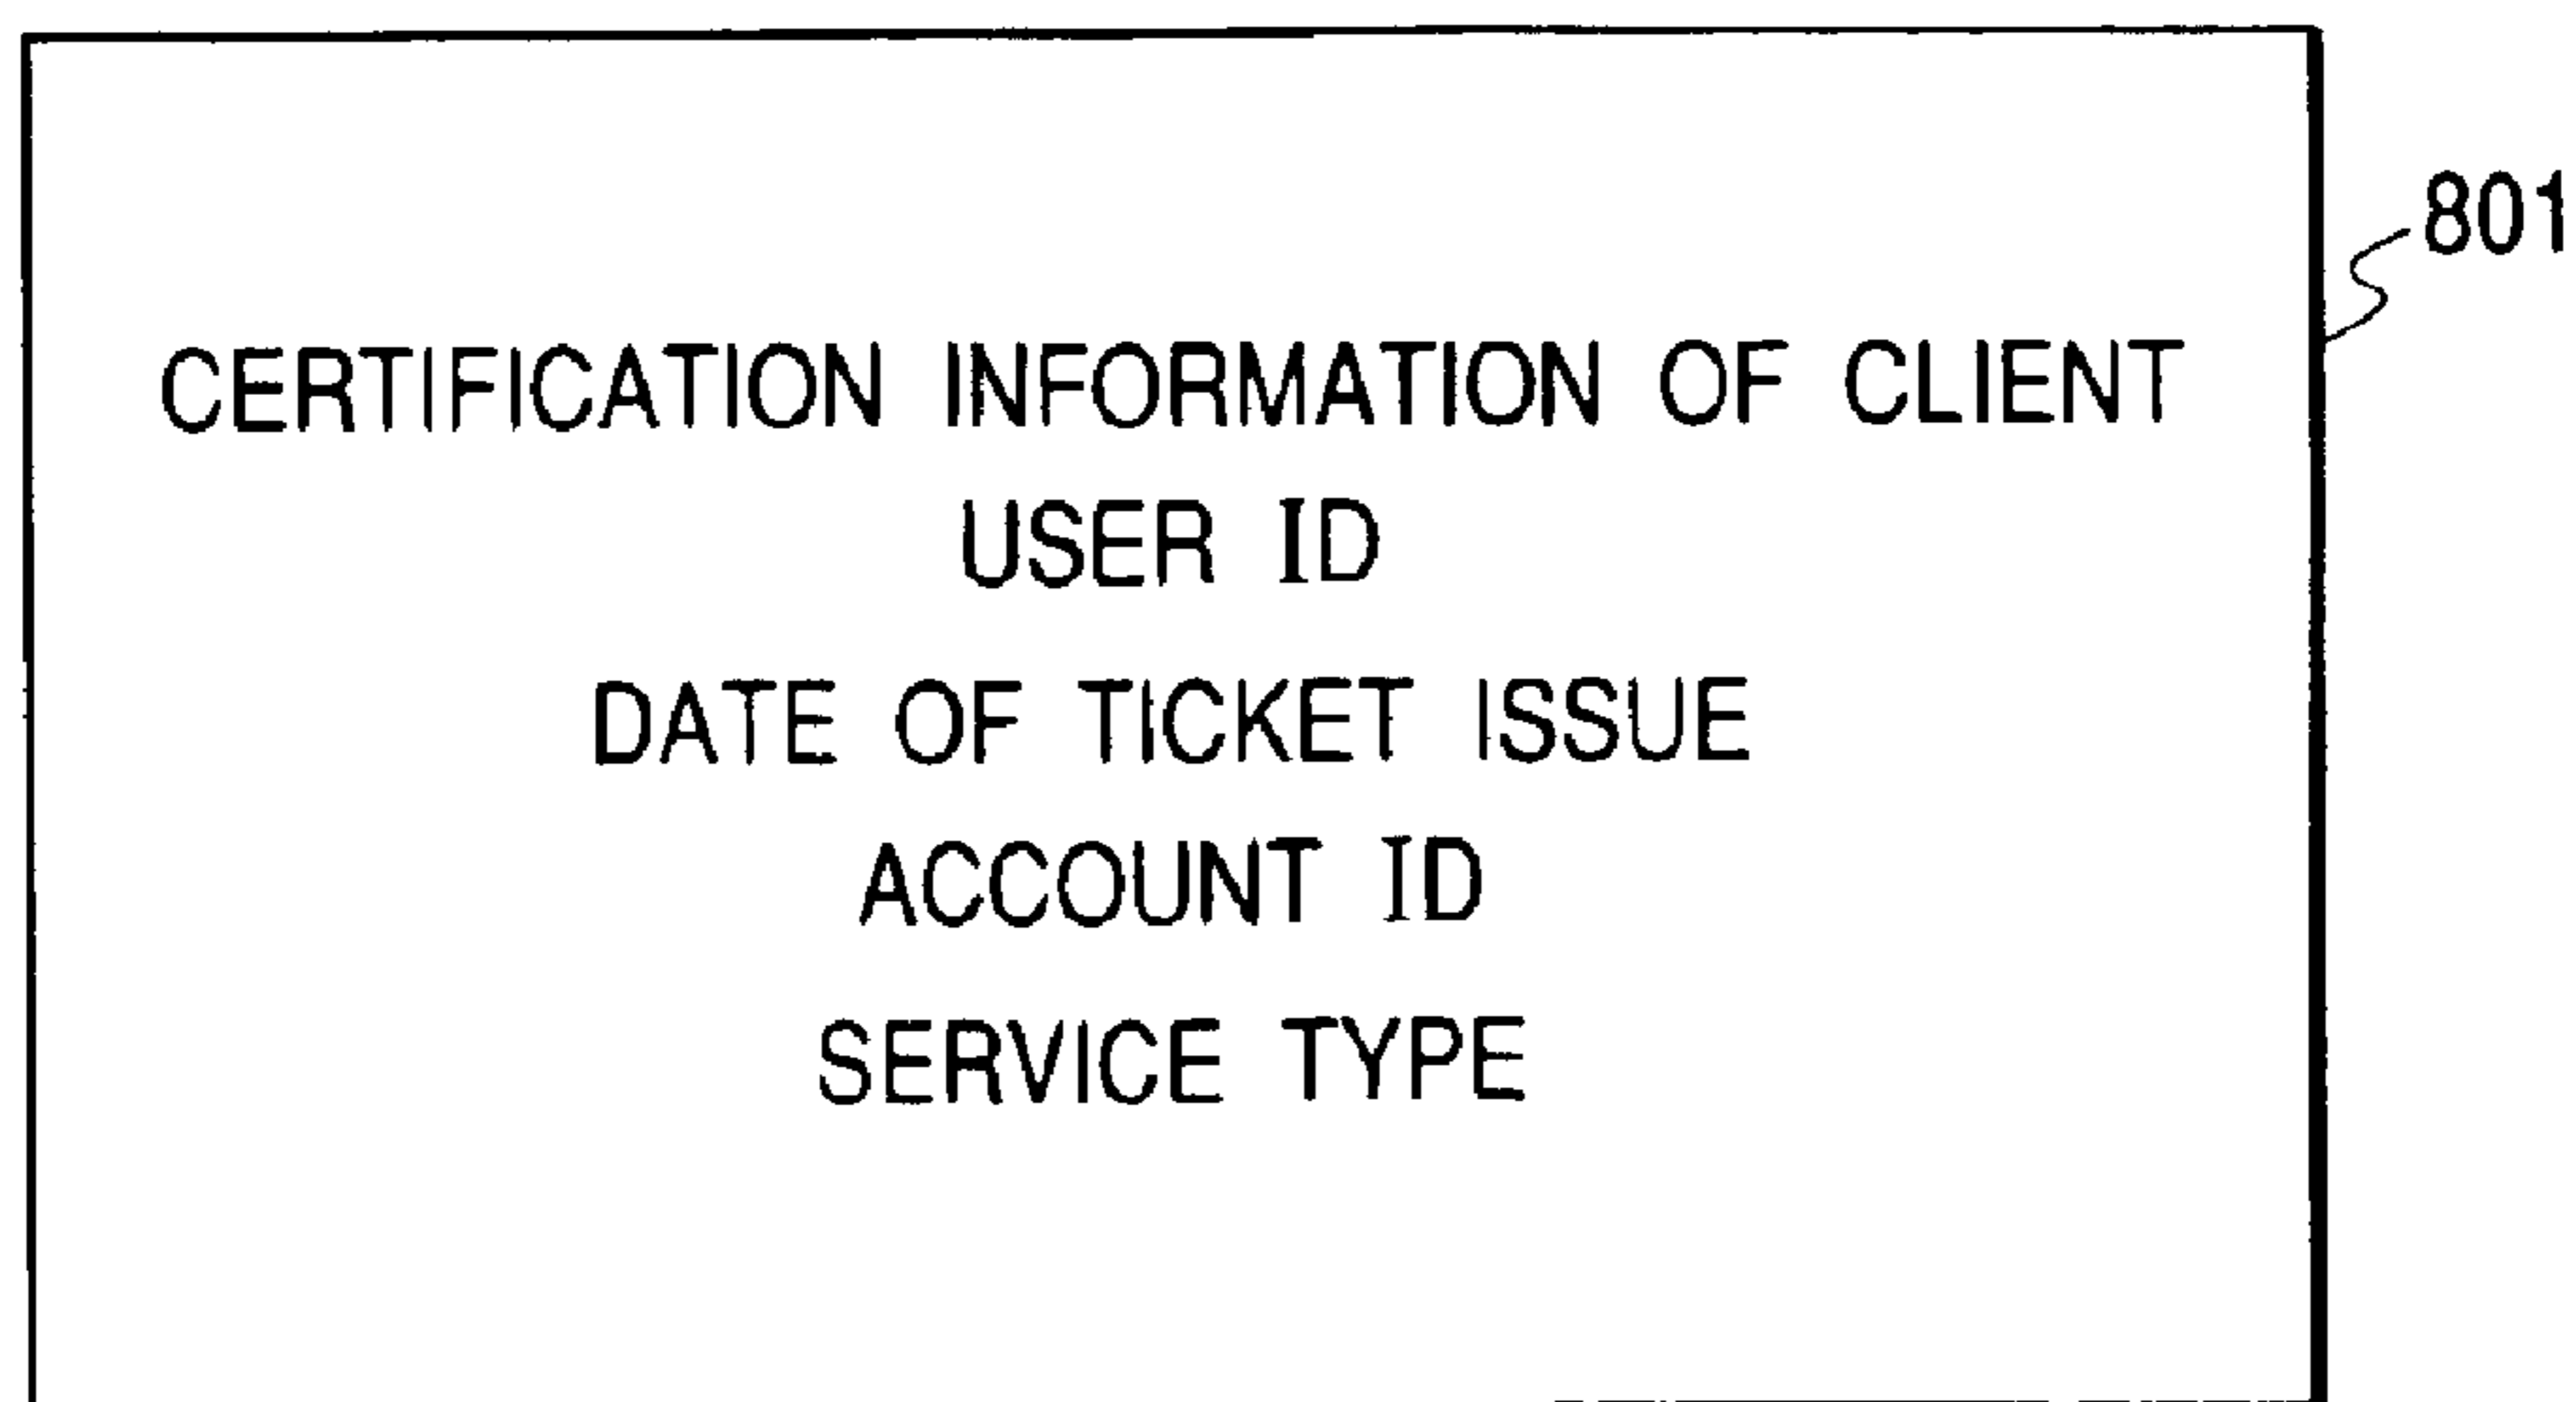 801
CERTIFICATION INFORMATION OF CLIENT
USER ID
DATE OF TICKET ISSUE
ACCOUNT ID
SERVICE TYPE